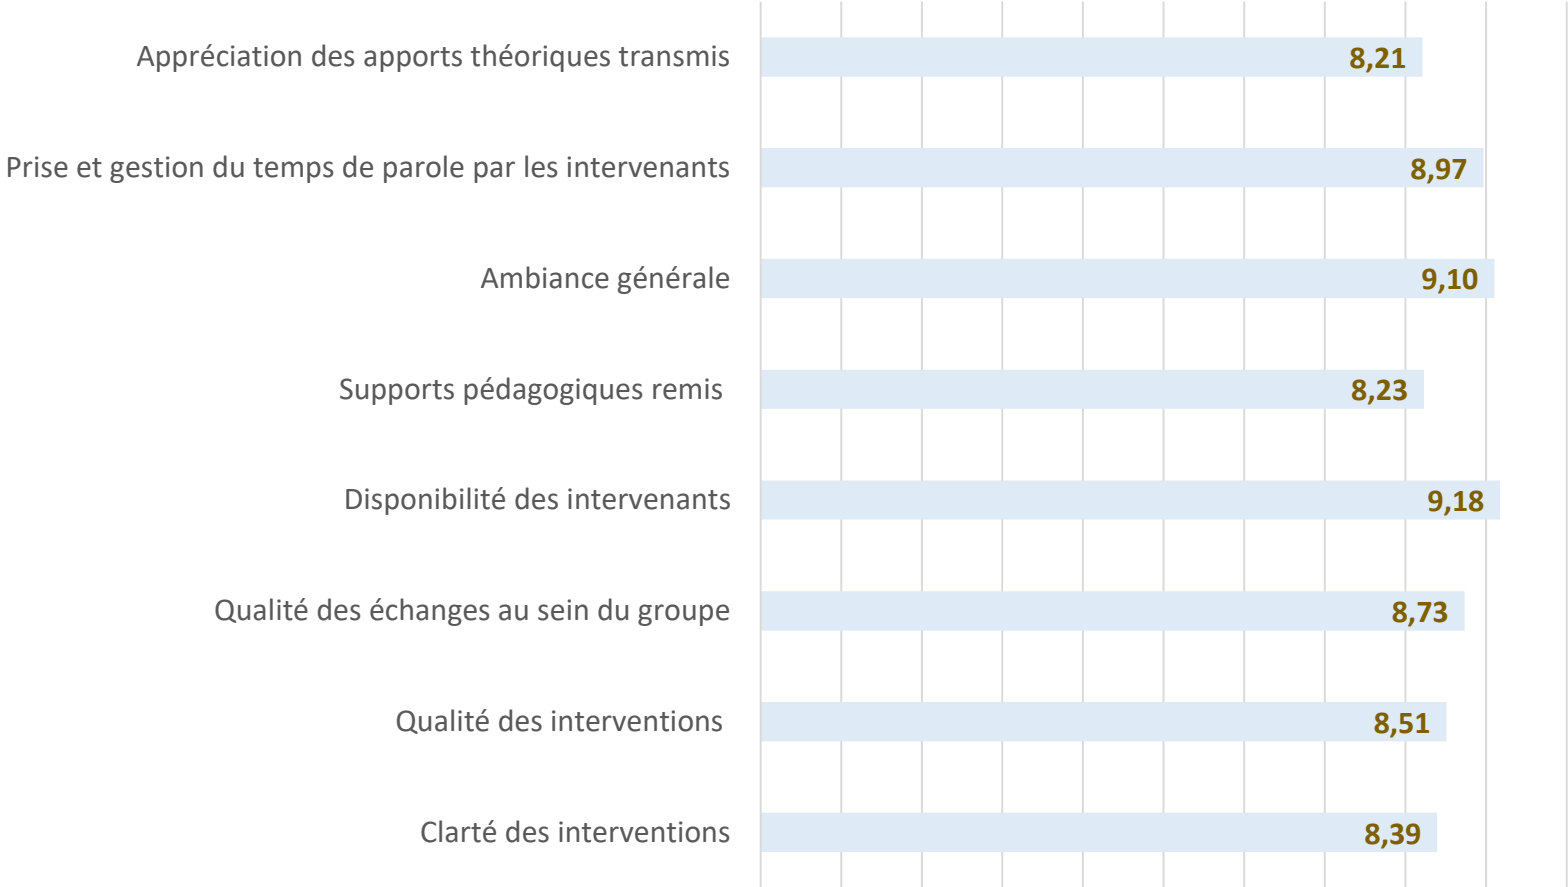 Appréciation des apports théoriques transmis 8,21
Prise et gestion du temps de parole par les intervenants 8,97
Ambiance générale 9,10
Supports pédagogiques remis 8,23
Disponibilité des intervenants 9,18
Qualité des échanges au sein du groupe 8,73
Qualité des interventions 8,51
Clarté des interventions 8,39